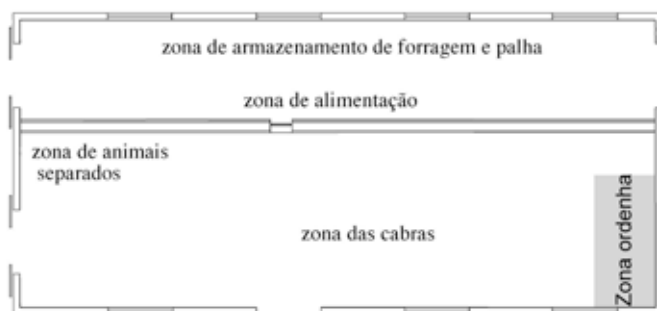 zona de armazenamento de forragem e palha
zona de alimentação
zona de animais
separados
zona das cabras
Zona ordenha